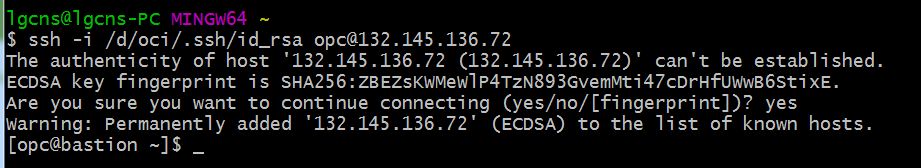 lgcns@lgcns-PC MINGW64 ~
$ ssh -i /d/oci/.ssh/id_rsa opc@132.145.136.72
The authenticity of host '132.145.136.72 (132.145.136.72)' can't be established.
ECDSA key fingerprint is SHA256:ZBEZsKWMeWlP4TzN893GvemMti47cDrHfUWwB6StixE.
Are you sure you want to continue connecting (yes/no/[fingerprint])? yes
Warning: Permanently added '132.145.136.72' (ECDSA) to the list of known hosts.
[opc@bastion ~]$ _